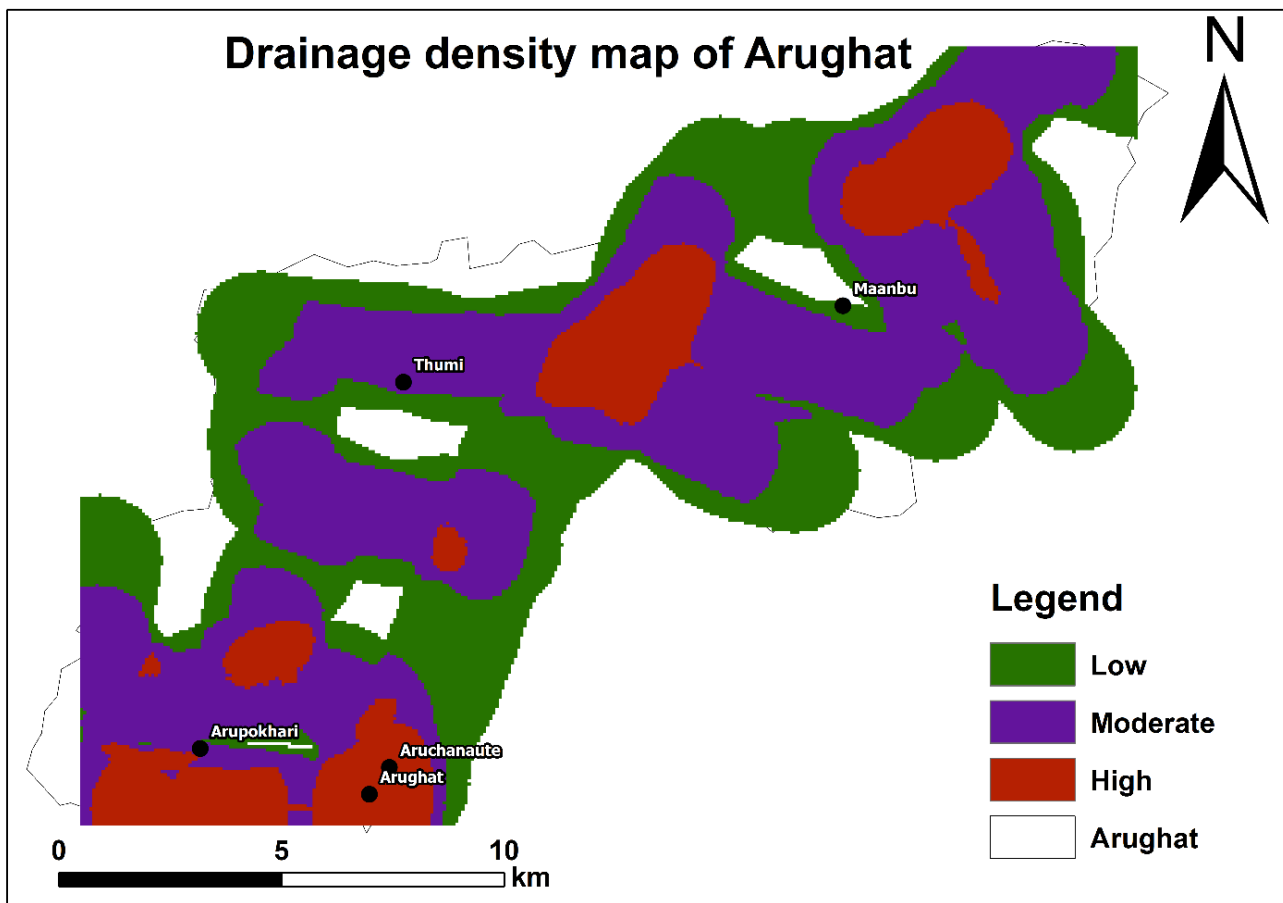 Drainage density map of Arughat
N
Maanbu
Thumi
Arupokhari
Aruchanaute
Arughat
Legend
Low
Moderate
High
Arughat
0 5 10
km